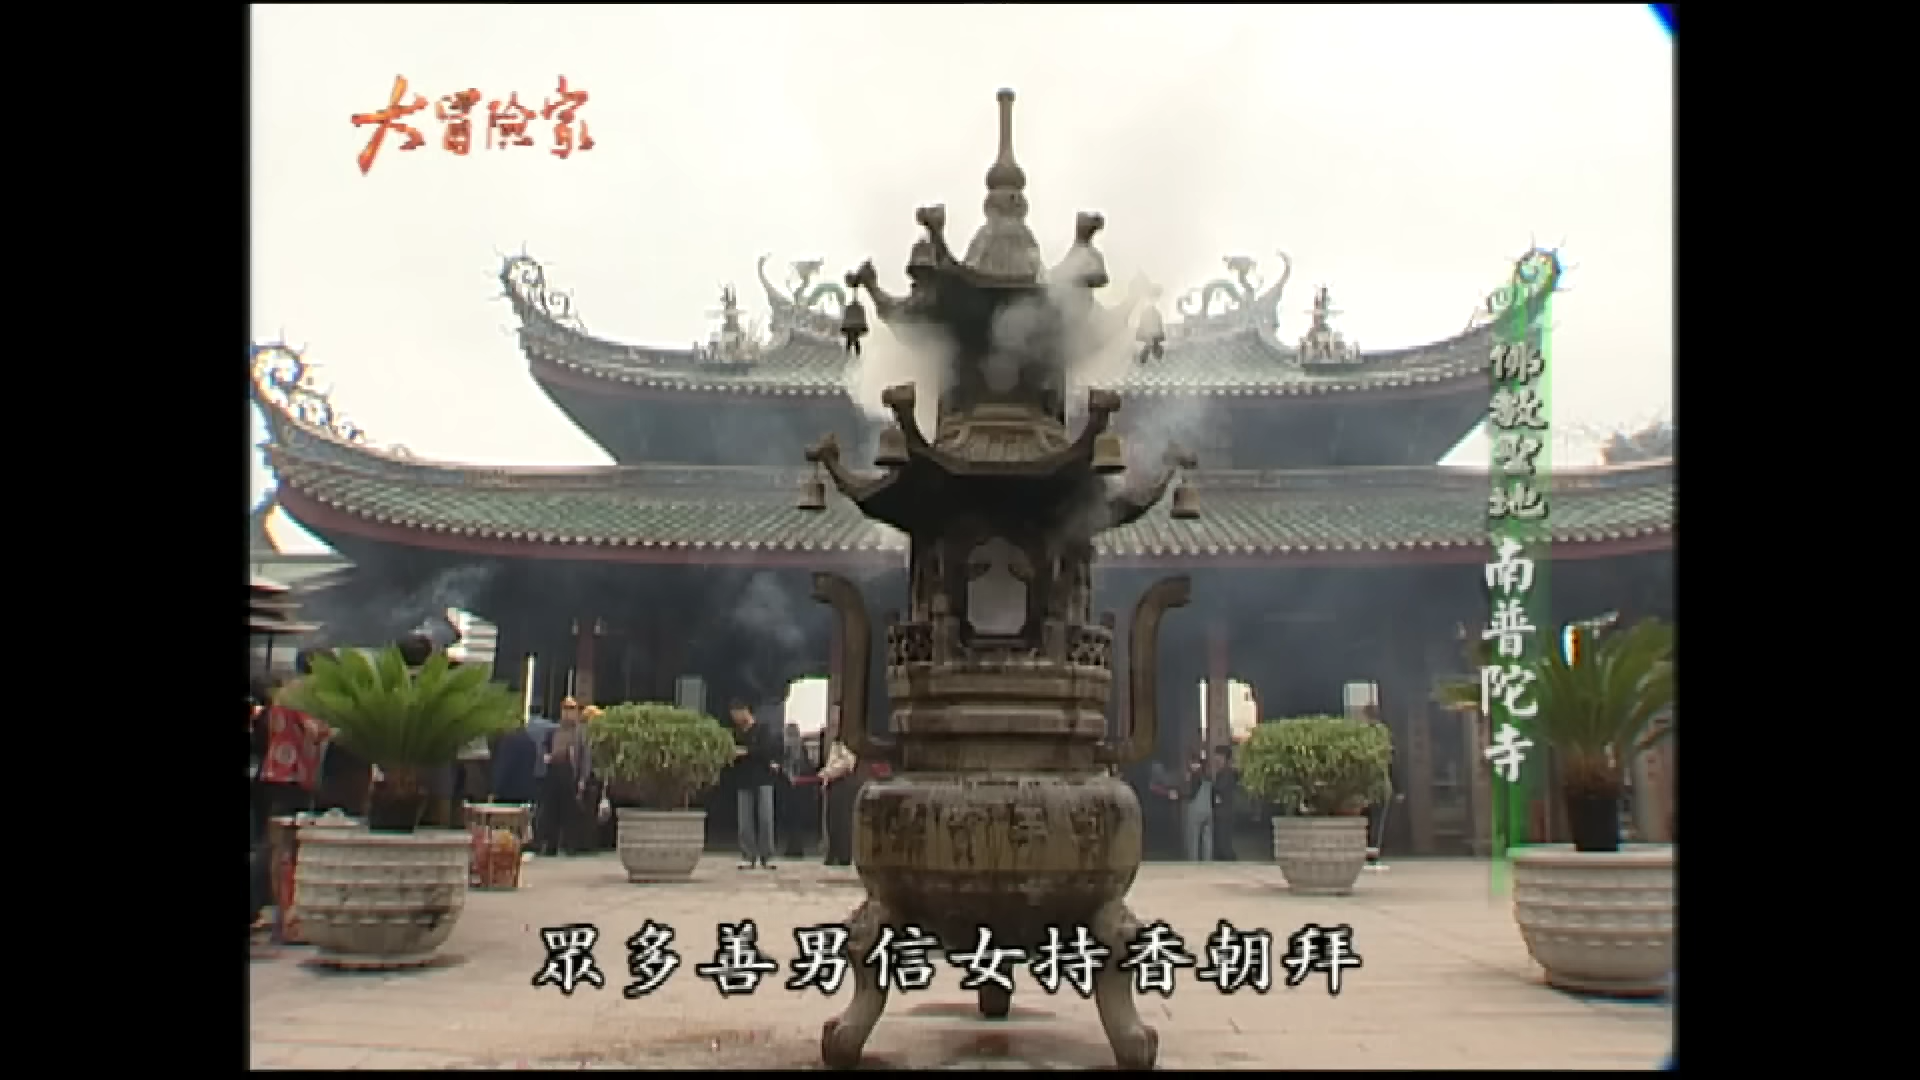 大冒險家
佛教聖地 南普陀寺
眾多善男信女持香朝拜